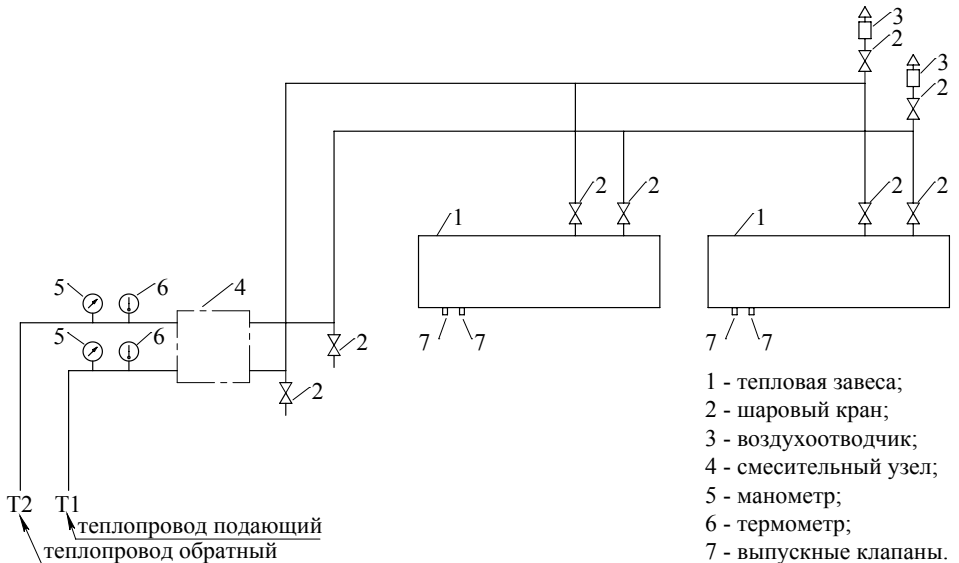 3
2
3
2
2
2
2
2
1
1
5
6
4
5
6
7
7
7
7
2
2
T2
T1
теплопровод подающий
теплопровод обратный
1 - тепловая завеса;
2 - шаровый кран;
3 - воздухоотводчик;
4 - смесительный узел;
5 - манометр;
6 - термометр;
7 - выпускные клапаны.